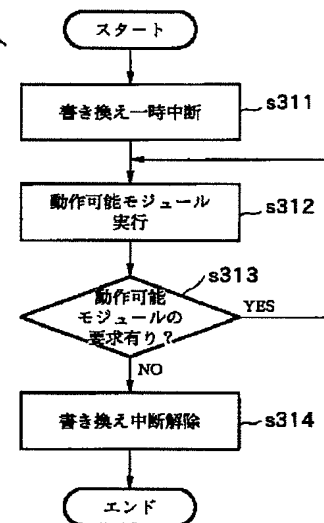 スタート
書き換え一時中断
s311
動作可能モジュール
実行
s312
s313
動作可能
モジュールの
要求有り？
YES
NO
書き換え中断解除
s314
エンド